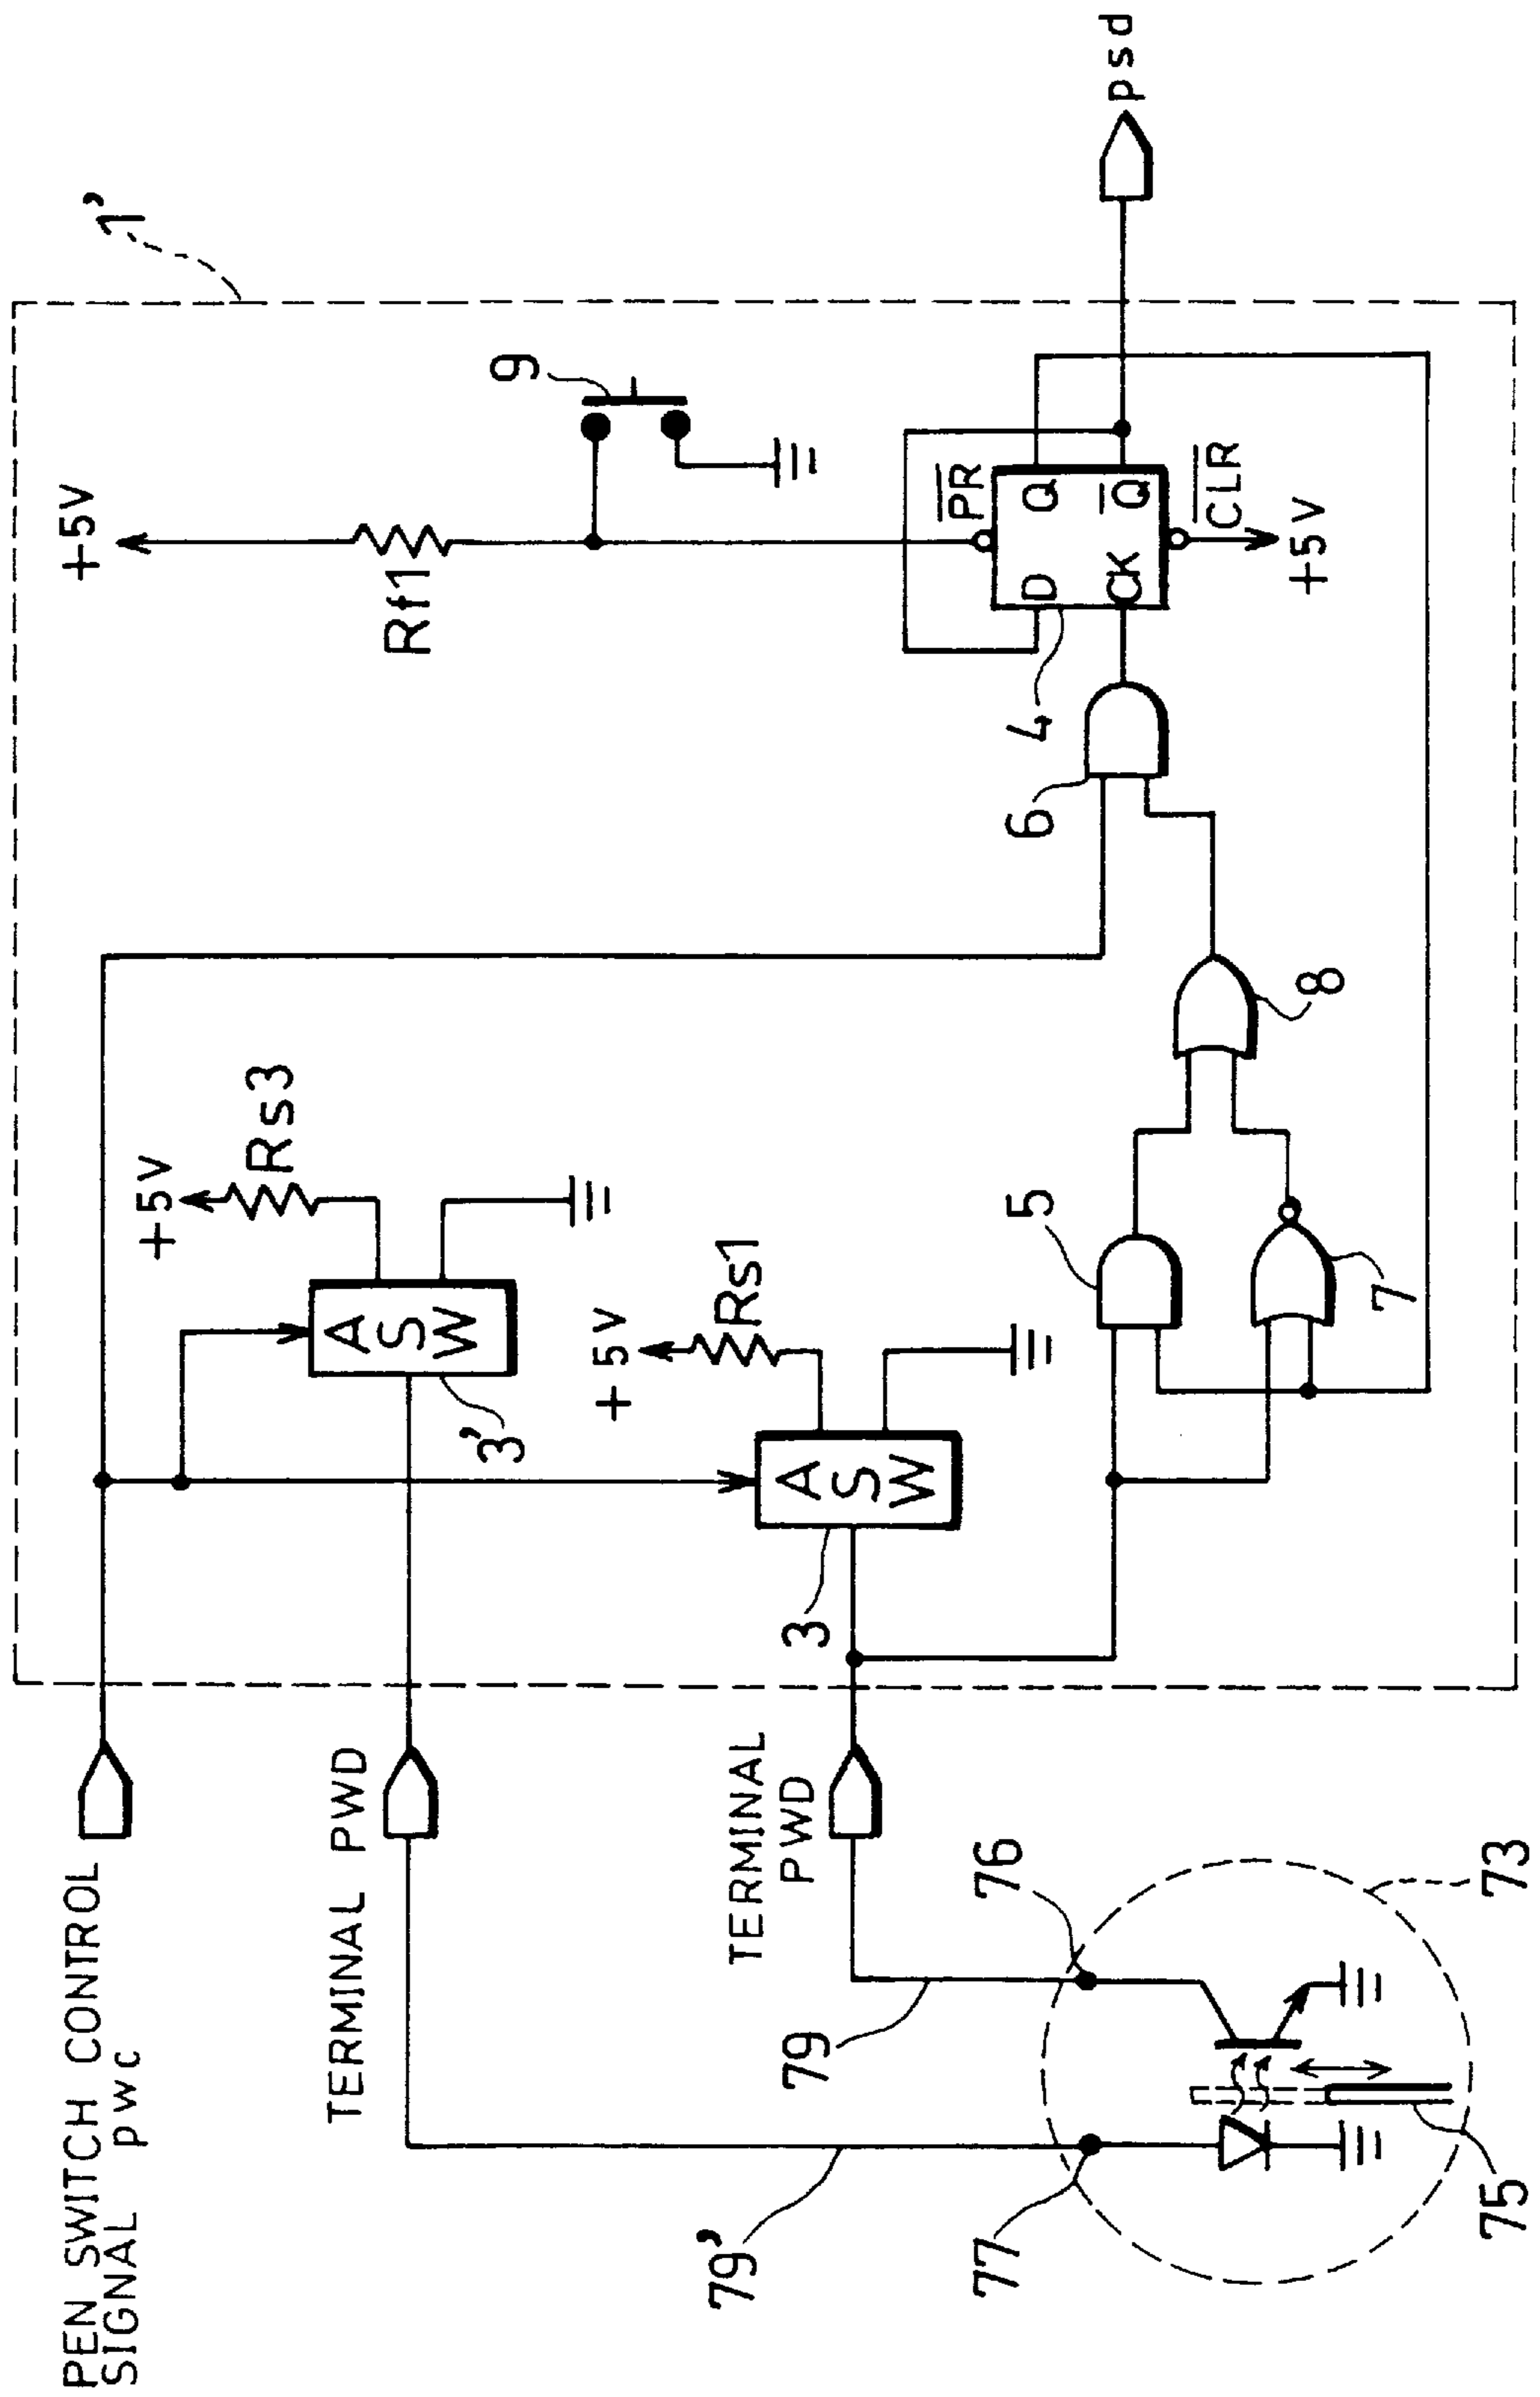 PEN SWITCH CONTROL
SIGNAL pwc
TERMINAL PWD
TERMINAL
PWD
79'
79
77
76
75
73
1'
+5V
Rs3
A
S
W
3'
+5V
Rs1
A
S
W
3
5
7
8
6
4
+5V
Rf1
9
PR
D
Q
CK
Q
CLR
+5V
psd